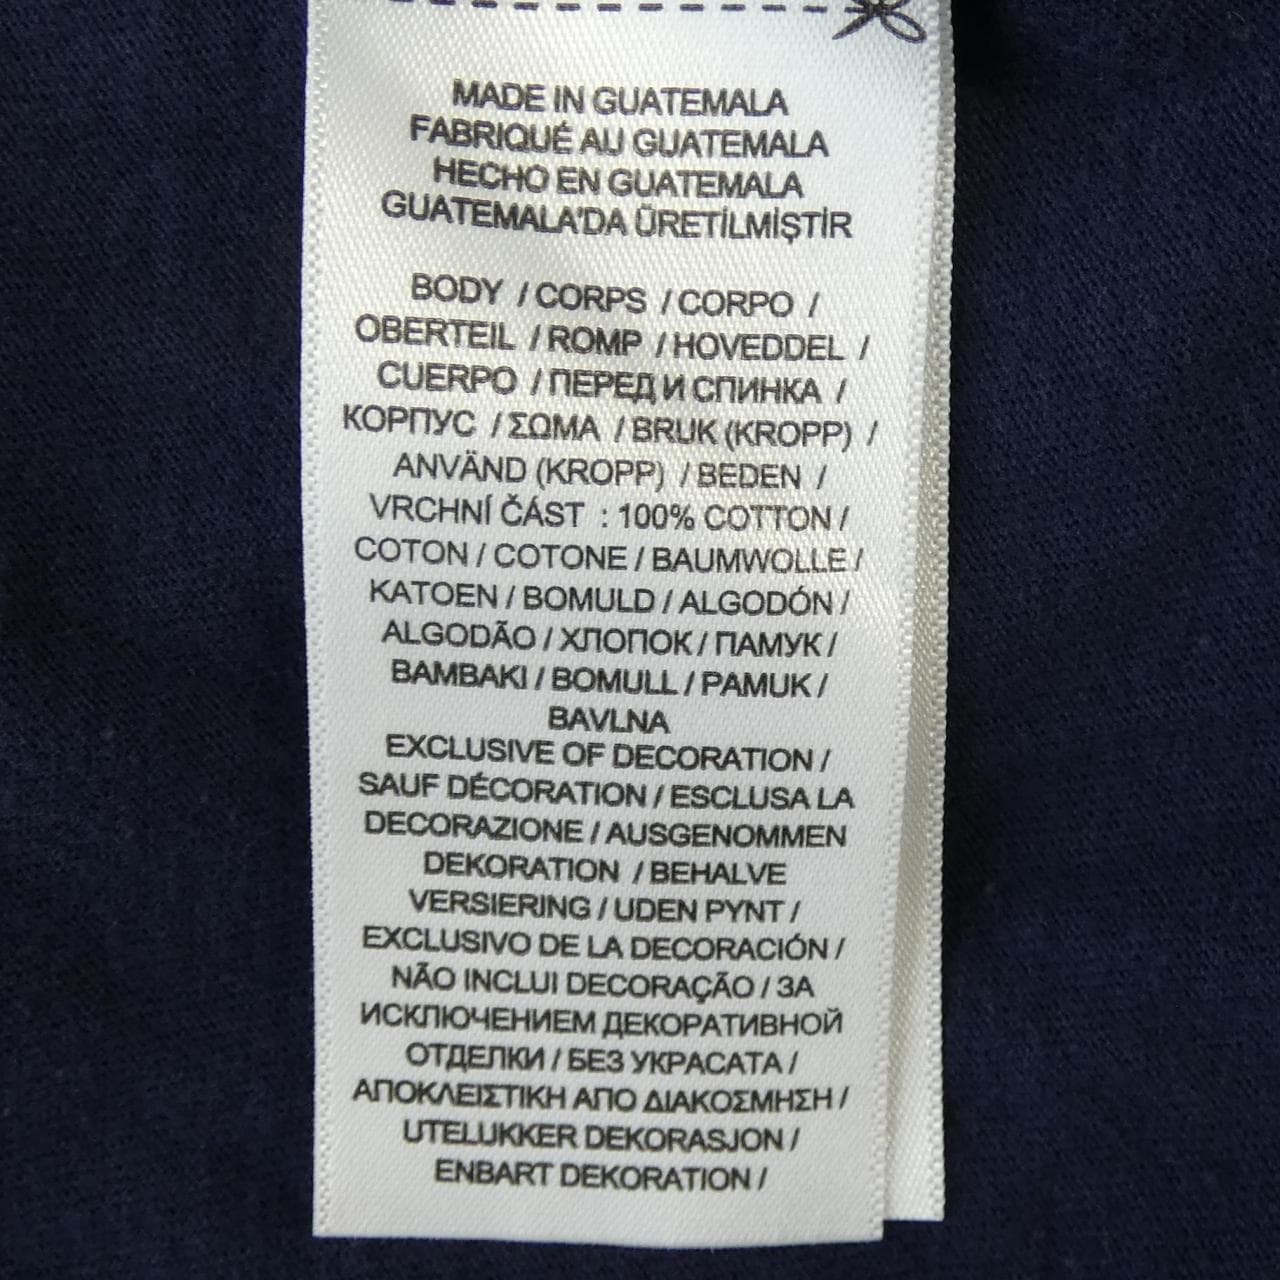 MADE IN GUATEMALA
FABRIQUÉ AU GUATEMALA
HECHO EN GUATEMALA
GUATEMALA'DA ÜRETİLMİŞTİR
BODY / CORPS / CORPO /
OBERTEIL / ROMP / HOVEDDEL /
CUERPO / ПЕРЕД И СПИНКА /
КОРПУС / ΣΩΜΑ / BRUK (KROPP) /
ANVÄND (KROPP) / BEDEN /
VRCHNÍ ČÁST : 100% COTTON /
COTON / COTONE / BAUMWOLLE /
KATOEN / BOMULD / ALGODÓN /
ALGODÃO / ХЛОПОК / ПАМУК /
BAMBAKI / BOMULL / PAMUK /
BAVLNA
EXCLUSIVE OF DECORATION /
SAUF DÉCORATION / ESCLUSA LA
DECORAZIONE / AUSGENOMMEN
DEKORATION / BEHALVE
VERSIERING / UDEN PYNT /
EXCLUSIVO DE LA DECORACIÓN /
NÃO INCLUI DECORAÇÃO / ЗА
ИСКЛЮЧЕНИЕМ ДЕКОРАТИВНОЙ
ОТДЕЛКИ / БЕЗ УКРАСАТА /
ΑΠΟΚΛΕΙΣΤΙΚΗ ΑΠΟ ΔΙΑΚΟΣΜΗΣΗ /
UTELUKKER DEKORASJON /
ENBART DEKORATION /